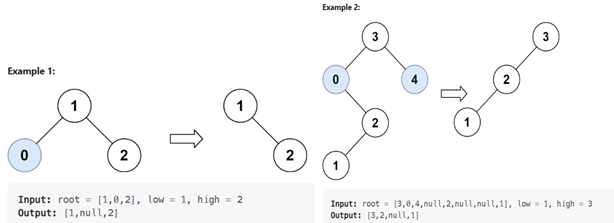 Example 1:
1
0
2
1
2
Input: root = [1,0,2], low = 1, high = 2
Output: [1,null,2]
Example 2:
3
0
4
2
1
3
2
1
Input: root = [3,0,4,null,2,null,null,1], low = 1, high = 3
Output: [3,2,null,1]